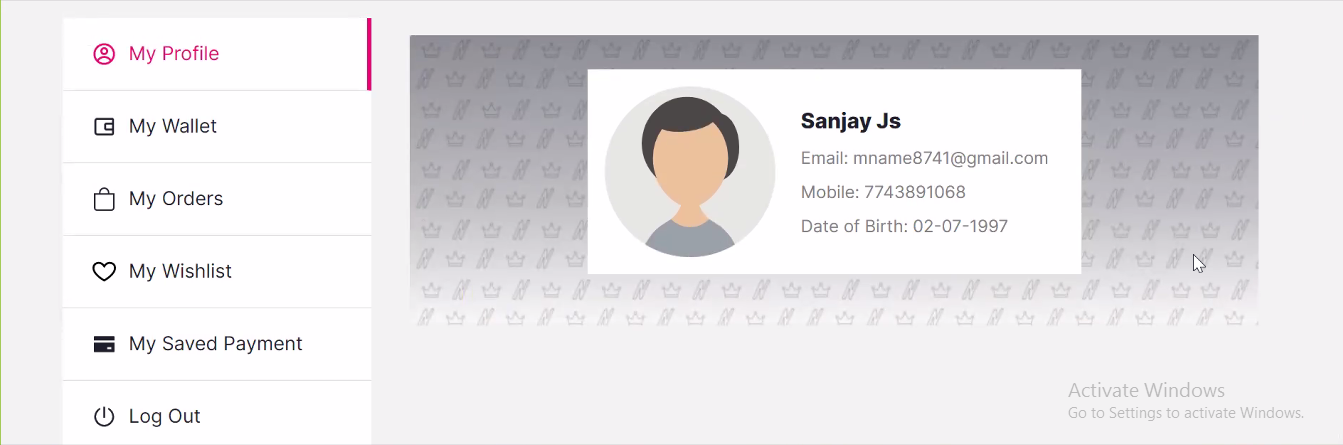 My Profile
My Wallet
My Orders
My Wishlist
My Saved Payment
Log Out
Sanjay Js
Email: mname8741@gmail.com
Mobile: 7743891068
Date of Birth: 02-07-1997
Activate Windows
Go to Settings to activate Windows.